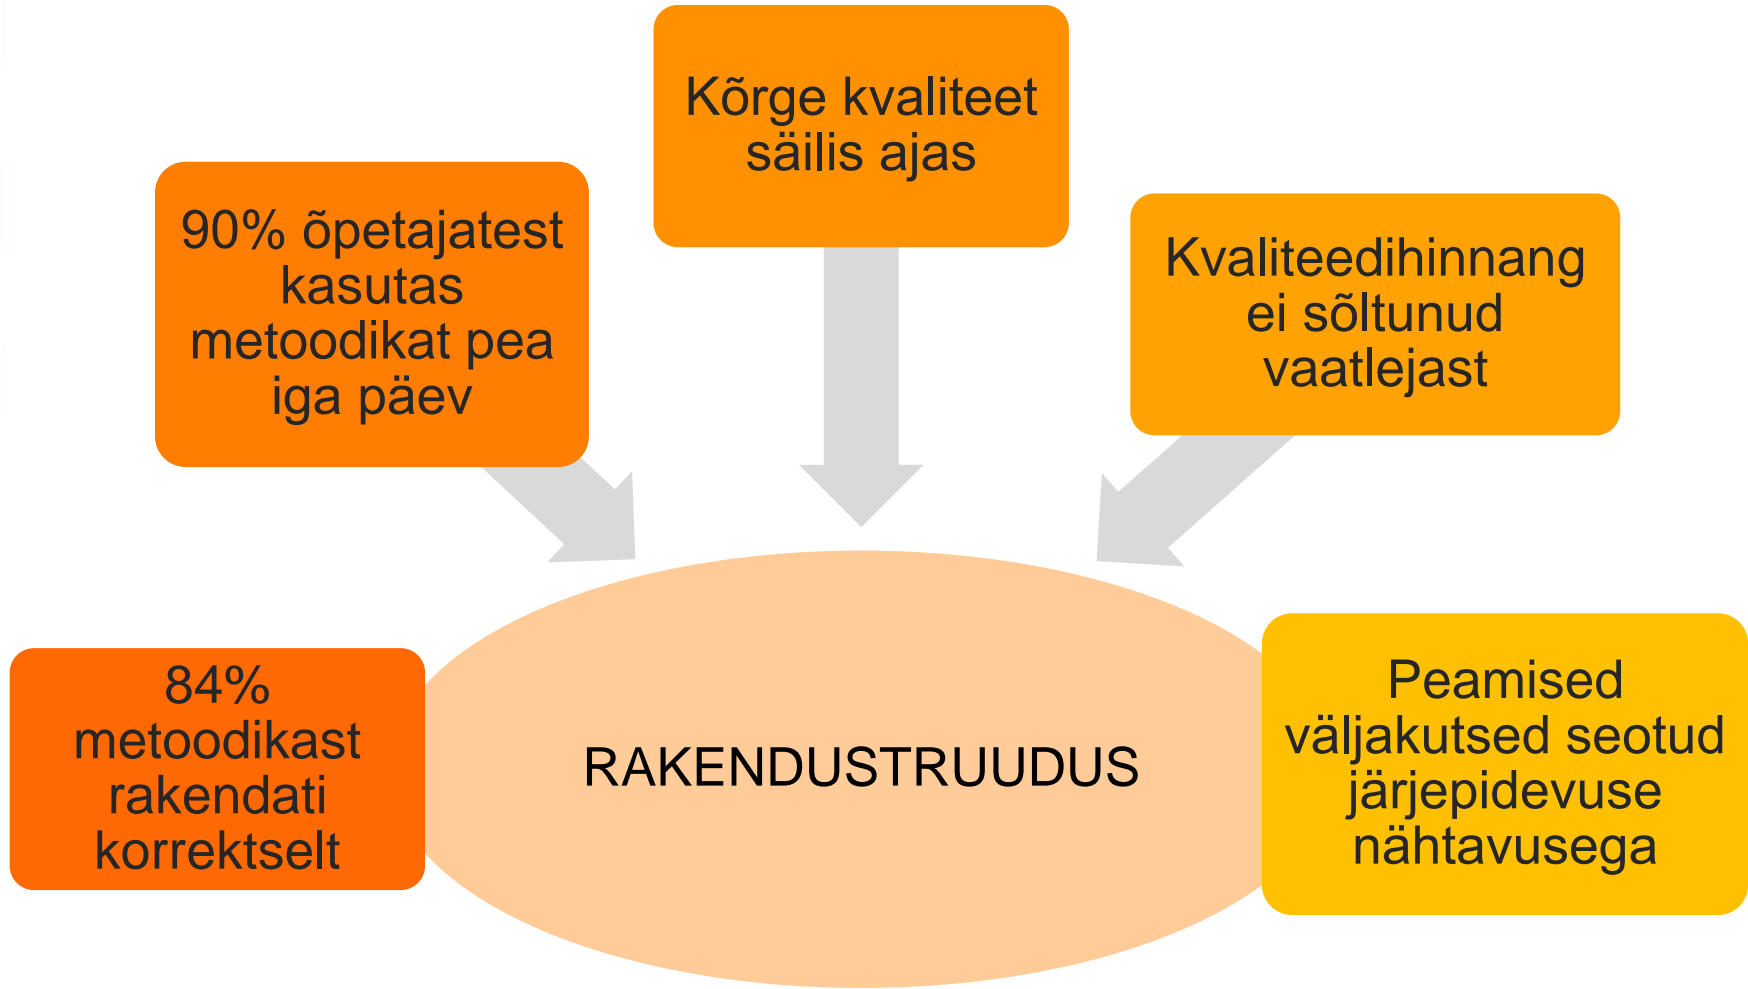 Kõrge kvaliteet
säilis ajas
90% õpetajatest
kasutas
metoodikat pea
iga päev
Kvaliteedihinnang
ei sõltunud
vaatlejast
84%
metoodikast
rakendati
korrektselt
RAKENDUSTRUUDUS
Peamised
väljakutsed seotud
järjepidevuse
nähtavusega